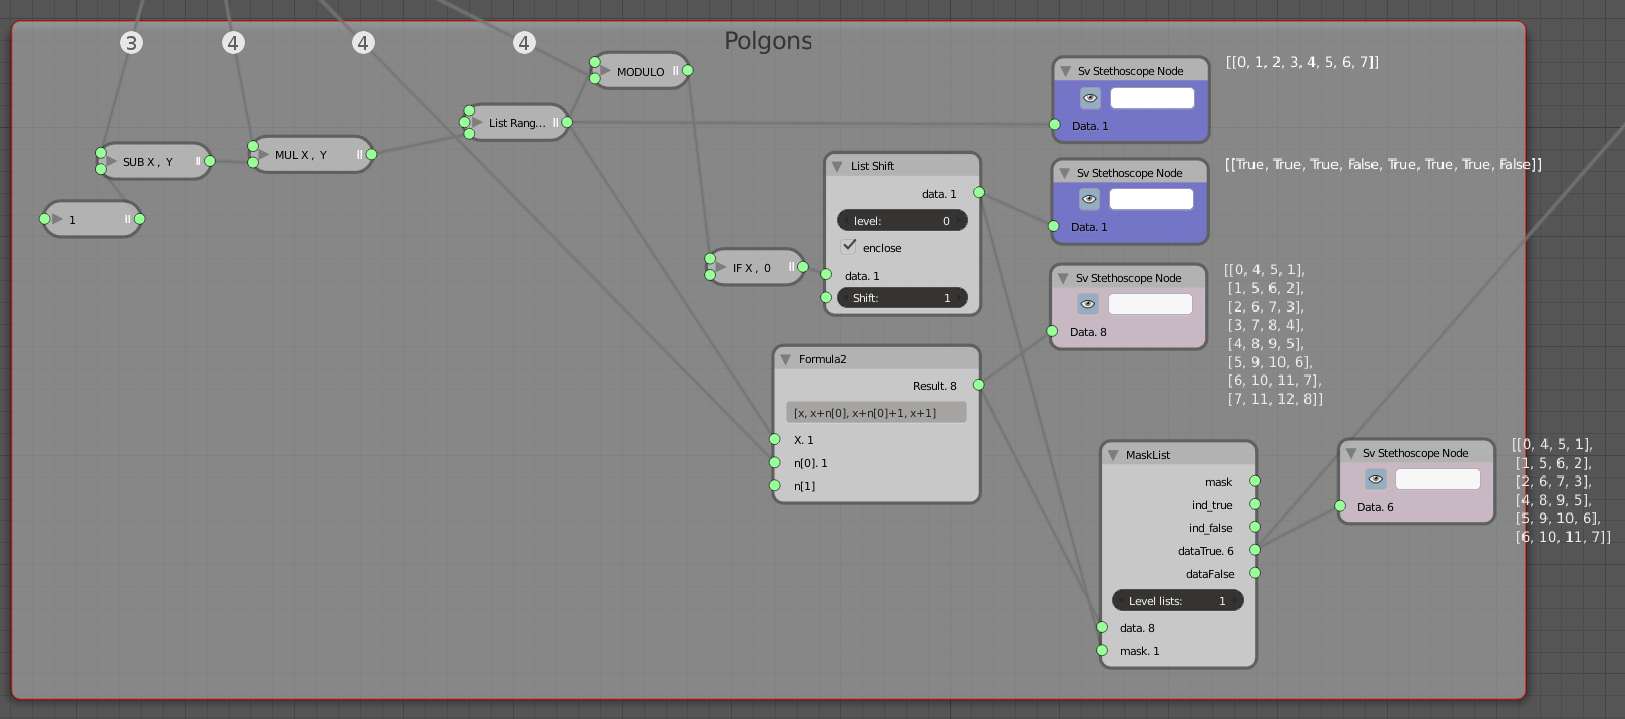 3
4
4
4
Polgons
MODULO
List Rang...
SUB X , Y
MUL X , Y
1
IF X , 0
List Shift
data. 1
level: 0
enclose
data. 1
Shift: 1
Formula2
Result. 8
[x, x+n[0], x+n[0]+1, x+1]
X. 1
n[0]. 1
n[1]
Sv Stethoscope Node
Data. 1
[[0, 1, 2, 3, 4, 5, 6, 7]]
Sv Stethoscope Node
Data. 1
[[True, True, True, False, True, True, True, False]]
Sv Stethoscope Node
Data. 8
[[0, 4, 5, 1],
[1, 5, 6, 2],
[2, 6, 7, 3],
[3, 7, 8, 4],
[4, 8, 9, 5],
[5, 9, 10, 6],
[6, 10, 11, 7],
[7, 11, 12, 8]]
MaskList
mask
ind_true
ind_false
dataTrue. 6
dataFalse
Level lists: 1
data. 8
mask. 1
Sv Stethoscope Node
Data. 6
[[0, 4, 5, 1],
[1, 5, 6, 2],
[2, 6, 7, 3],
[4, 8, 9, 5],
[5, 9, 10, 6],
[6, 10, 11, 7]]